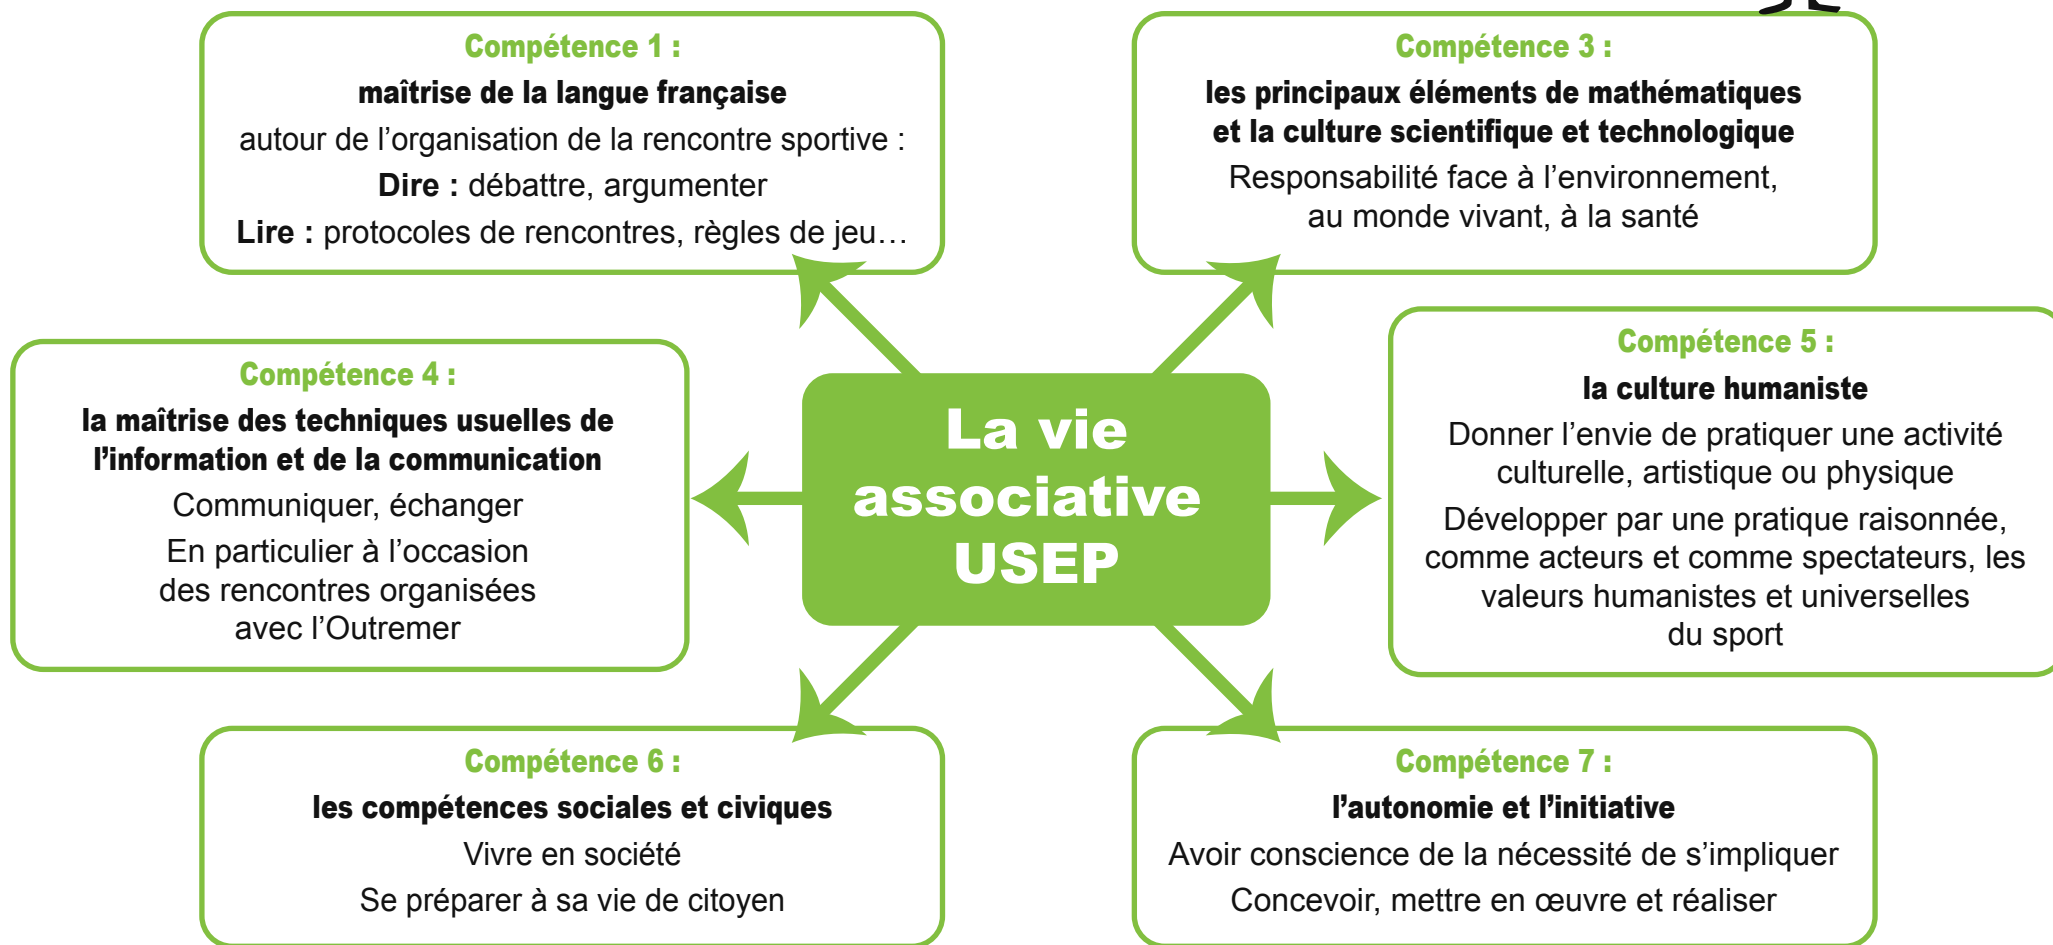 Compétence 1 :
maîtrise de la langue française
autour de l’organisation de la rencontre sportive :
Dire : débattre, argumenter
Lire : protocoles de rencontres, règles de jeu…
Compétence 3 :
les principaux éléments de mathématiques
et la culture scientifique et technologique
Responsabilité face à l’environnement,
au monde vivant, à la santé
Compétence 4 :
la maîtrise des techniques usuelles de
l’information et de la communication
Communiquer, échanger
En particulier à l’occasion
des rencontres organisées
avec l’Outremer
La vie
associative
USEP
Compétence 5 :
la culture humaniste
Donner l’envie de pratiquer une activité
culturelle, artistique ou physique
Développer par une pratique raisonnée,
comme acteurs et comme spectateurs, les
valeurs humanistes et universelles
du sport
Compétence 6 :
les compétences sociales et civiques
Vivre en société
Se préparer à sa vie de citoyen
Compétence 7 :
l’autonomie et l’initiative
Avoir conscience de la nécessité de s’impliquer
Concevoir, mettre en œuvre et réaliser